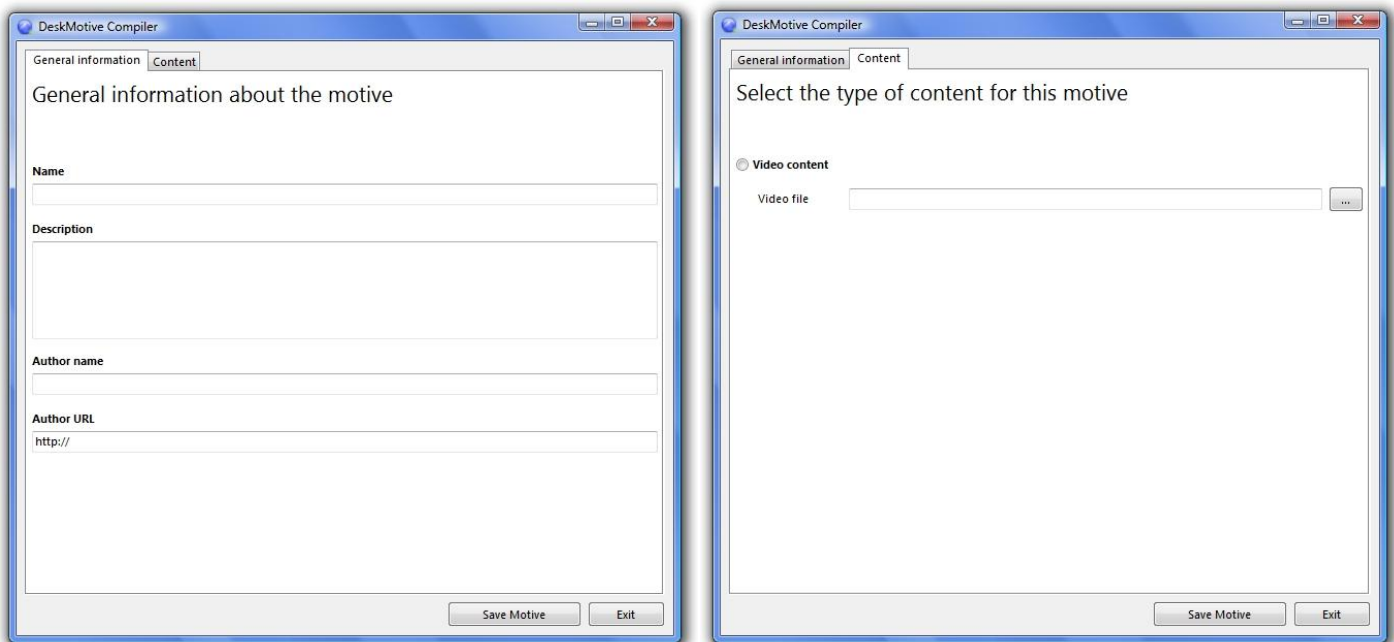 DeskMotive Compiler
General information Content
General information about the motive
Name
Description
Author name
Author URL
http://
Save Motive Exit
DeskMotive Compiler
General information Content
Select the type of content for this motive
Video content
Video file ...
Save Motive Exit